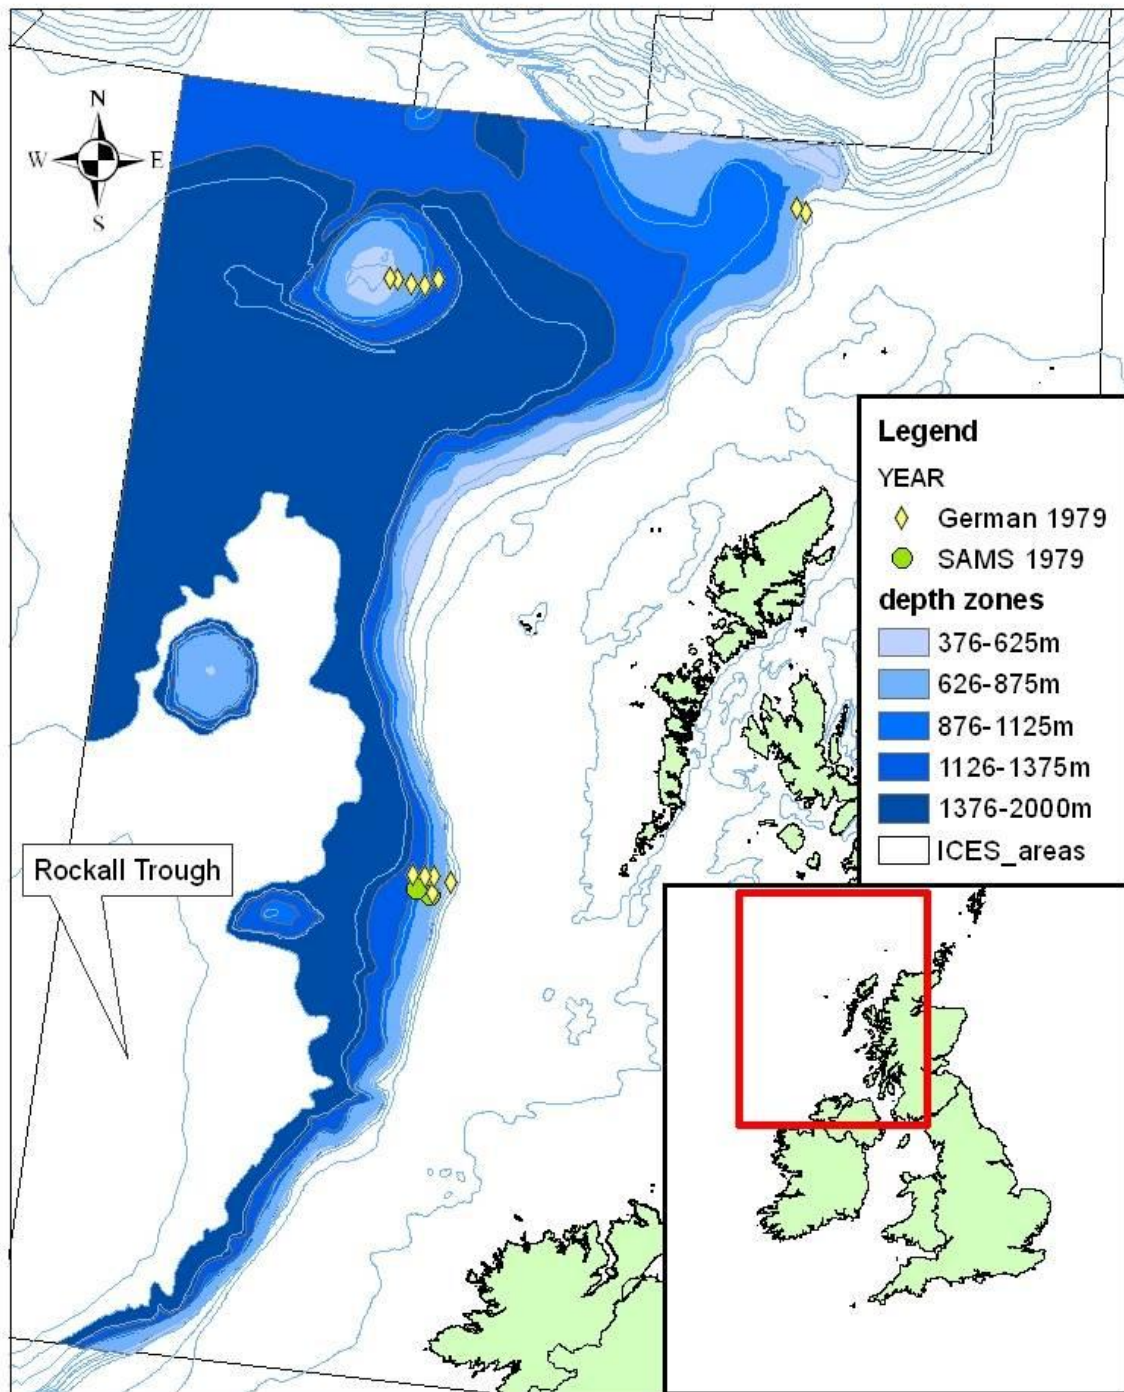 N
W E
S
Legend
YEAR
German 1979
SAMS 1979
depth zones
376-625m
626-875m
876-1125m
1126-1375m
1376-2000m
ICES_areas
Rockall Trough